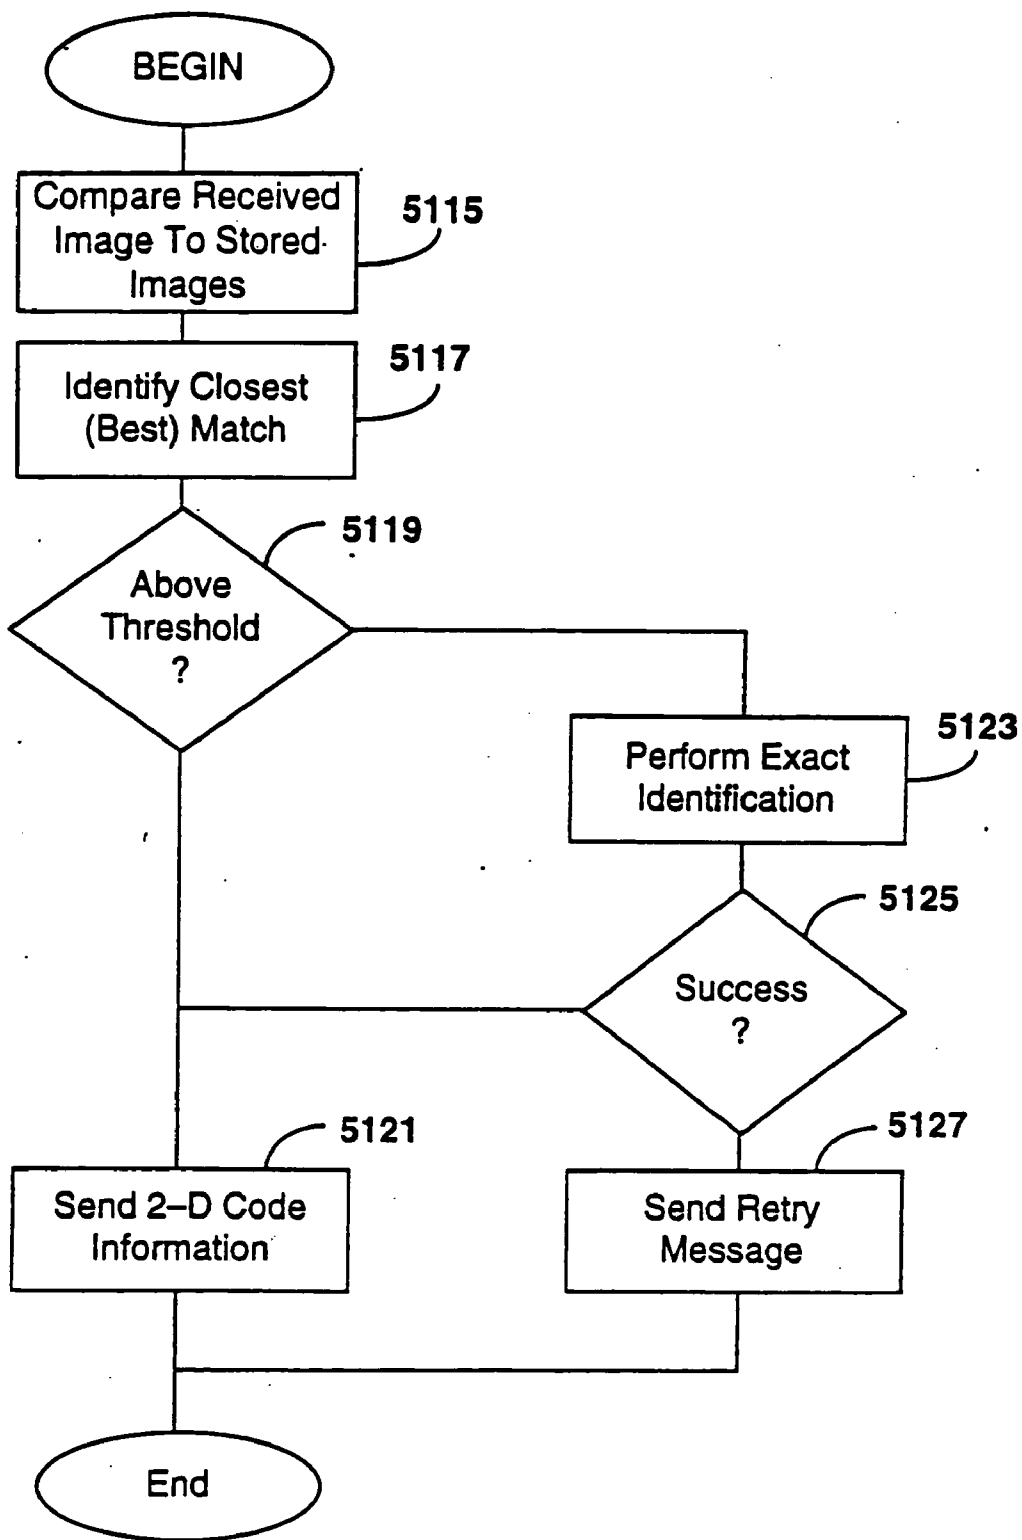 BEGIN
Compare Received
Image To Stored
Images
5115
Identify Closest
(Best) Match
5117
Above
Threshold
?
5119
Perform Exact
Identification
5123
Success
?
5125
Send 2-D Code
Information
5121
Send Retry
Message
5127
End